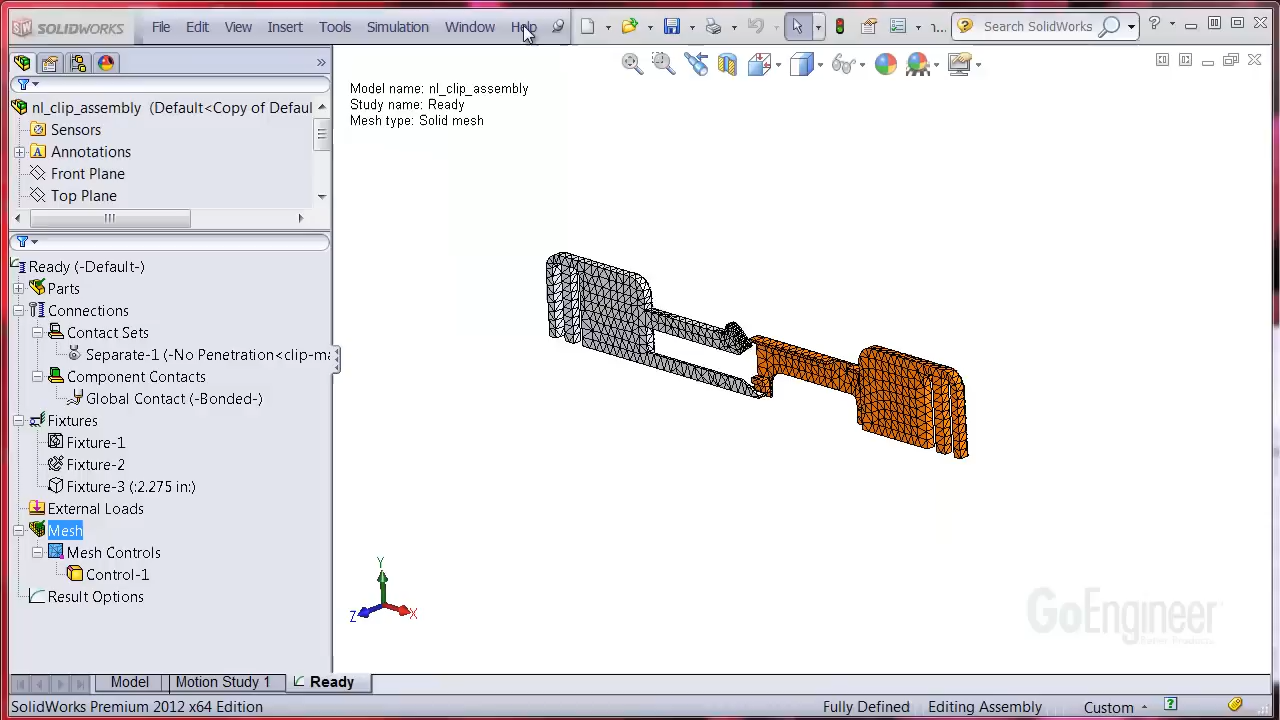 SOLIDWORKS File Edit View Insert Tools Simulation Window Help ... Search SolidWorks ?
»
nl_clip_assembly (Default<Copy of Defaul
Sensors
Annotations
Front Plane
Top Plane
Ready (-Default-)
Parts
Connections
Contact Sets
Separate-1 (-No Penetration<clip-m
Component Contacts
Global Contact (-Bonded-)
Fixtures
Fixture-1
Fixture-2
Fixture-3 (:2.275 in:)
External Loads
Mesh
Mesh Controls
Control-1
Result Options
Model name: nl_clip_assembly
Study name: Ready
Mesh type: Solid mesh
Y
Z X
GoEngineer
Model Motion Study 1 Ready
SolidWorks Premium 2012 x64 Edition Fully Defined Editing Assembly Custom ?